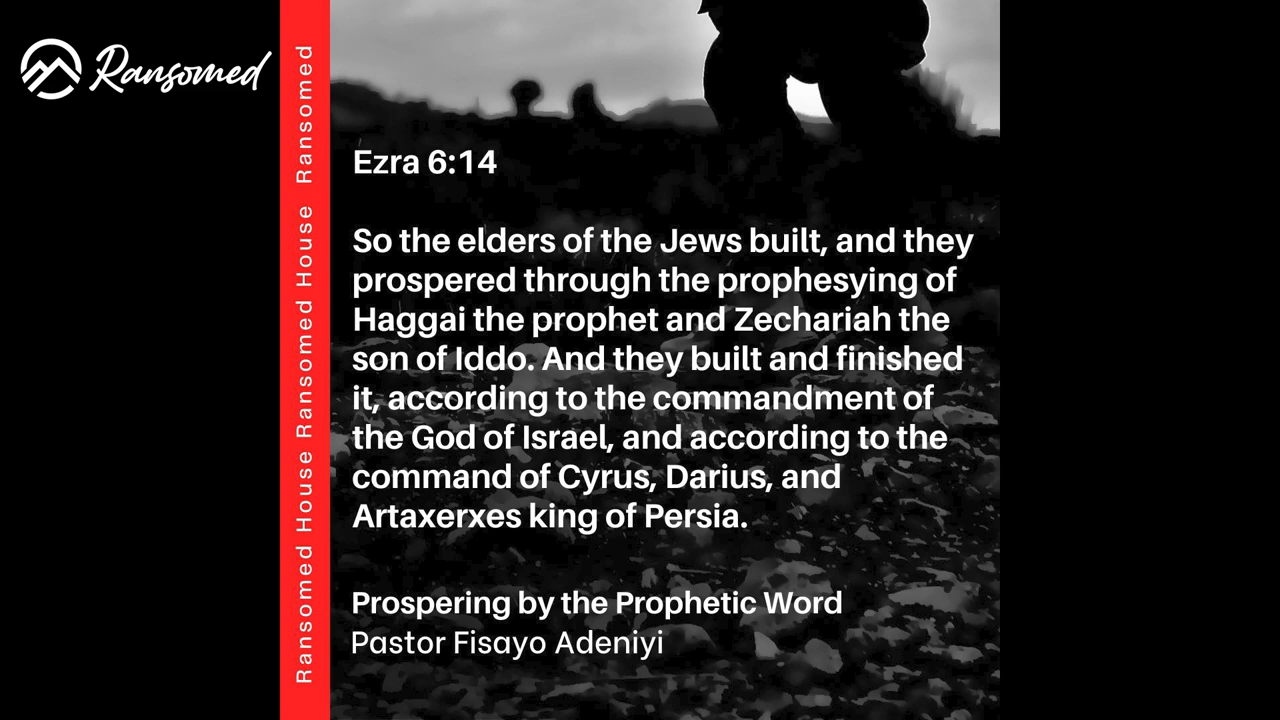 Ransomed
Ransomed House Ransomed House Ransomed
Ezra 6:14
So the elders of the Jews built, and they
prospered through the prophesying of
Haggai the prophet and Zechariah the
son of Iddo. And they built and finished
it, according to the commandment of
the God of Israel, and according to the
command of Cyrus, Darius, and
Artaxerxes king of Persia.
Prospering by the Prophetic Word
Pastor Fisayo Adeniyi